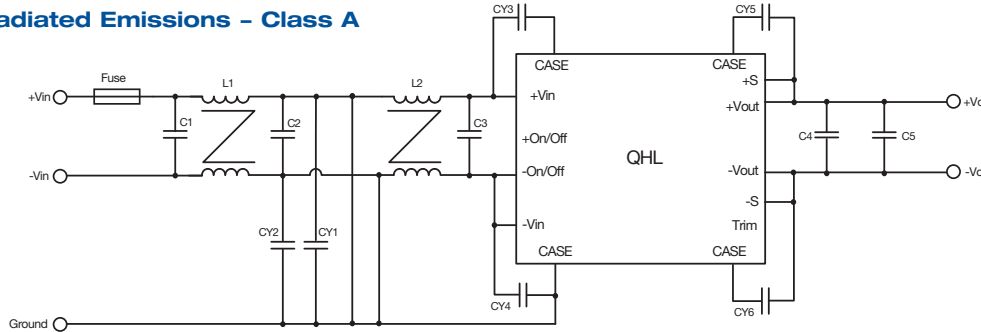 adiated Emissions – Class A
CY3
CY5
Fuse
L1
L2
CASE
CASE
+S
+Vin
+Vin
+Vout
+Vo
C1
C2
C3
C4
C5
+On/Off
QHL
-On/Off
-Vout
-Vin
-Vo
-S
-Vin
Trim
CY2
CY1
CASE
CASE
CY4
CY6
Ground